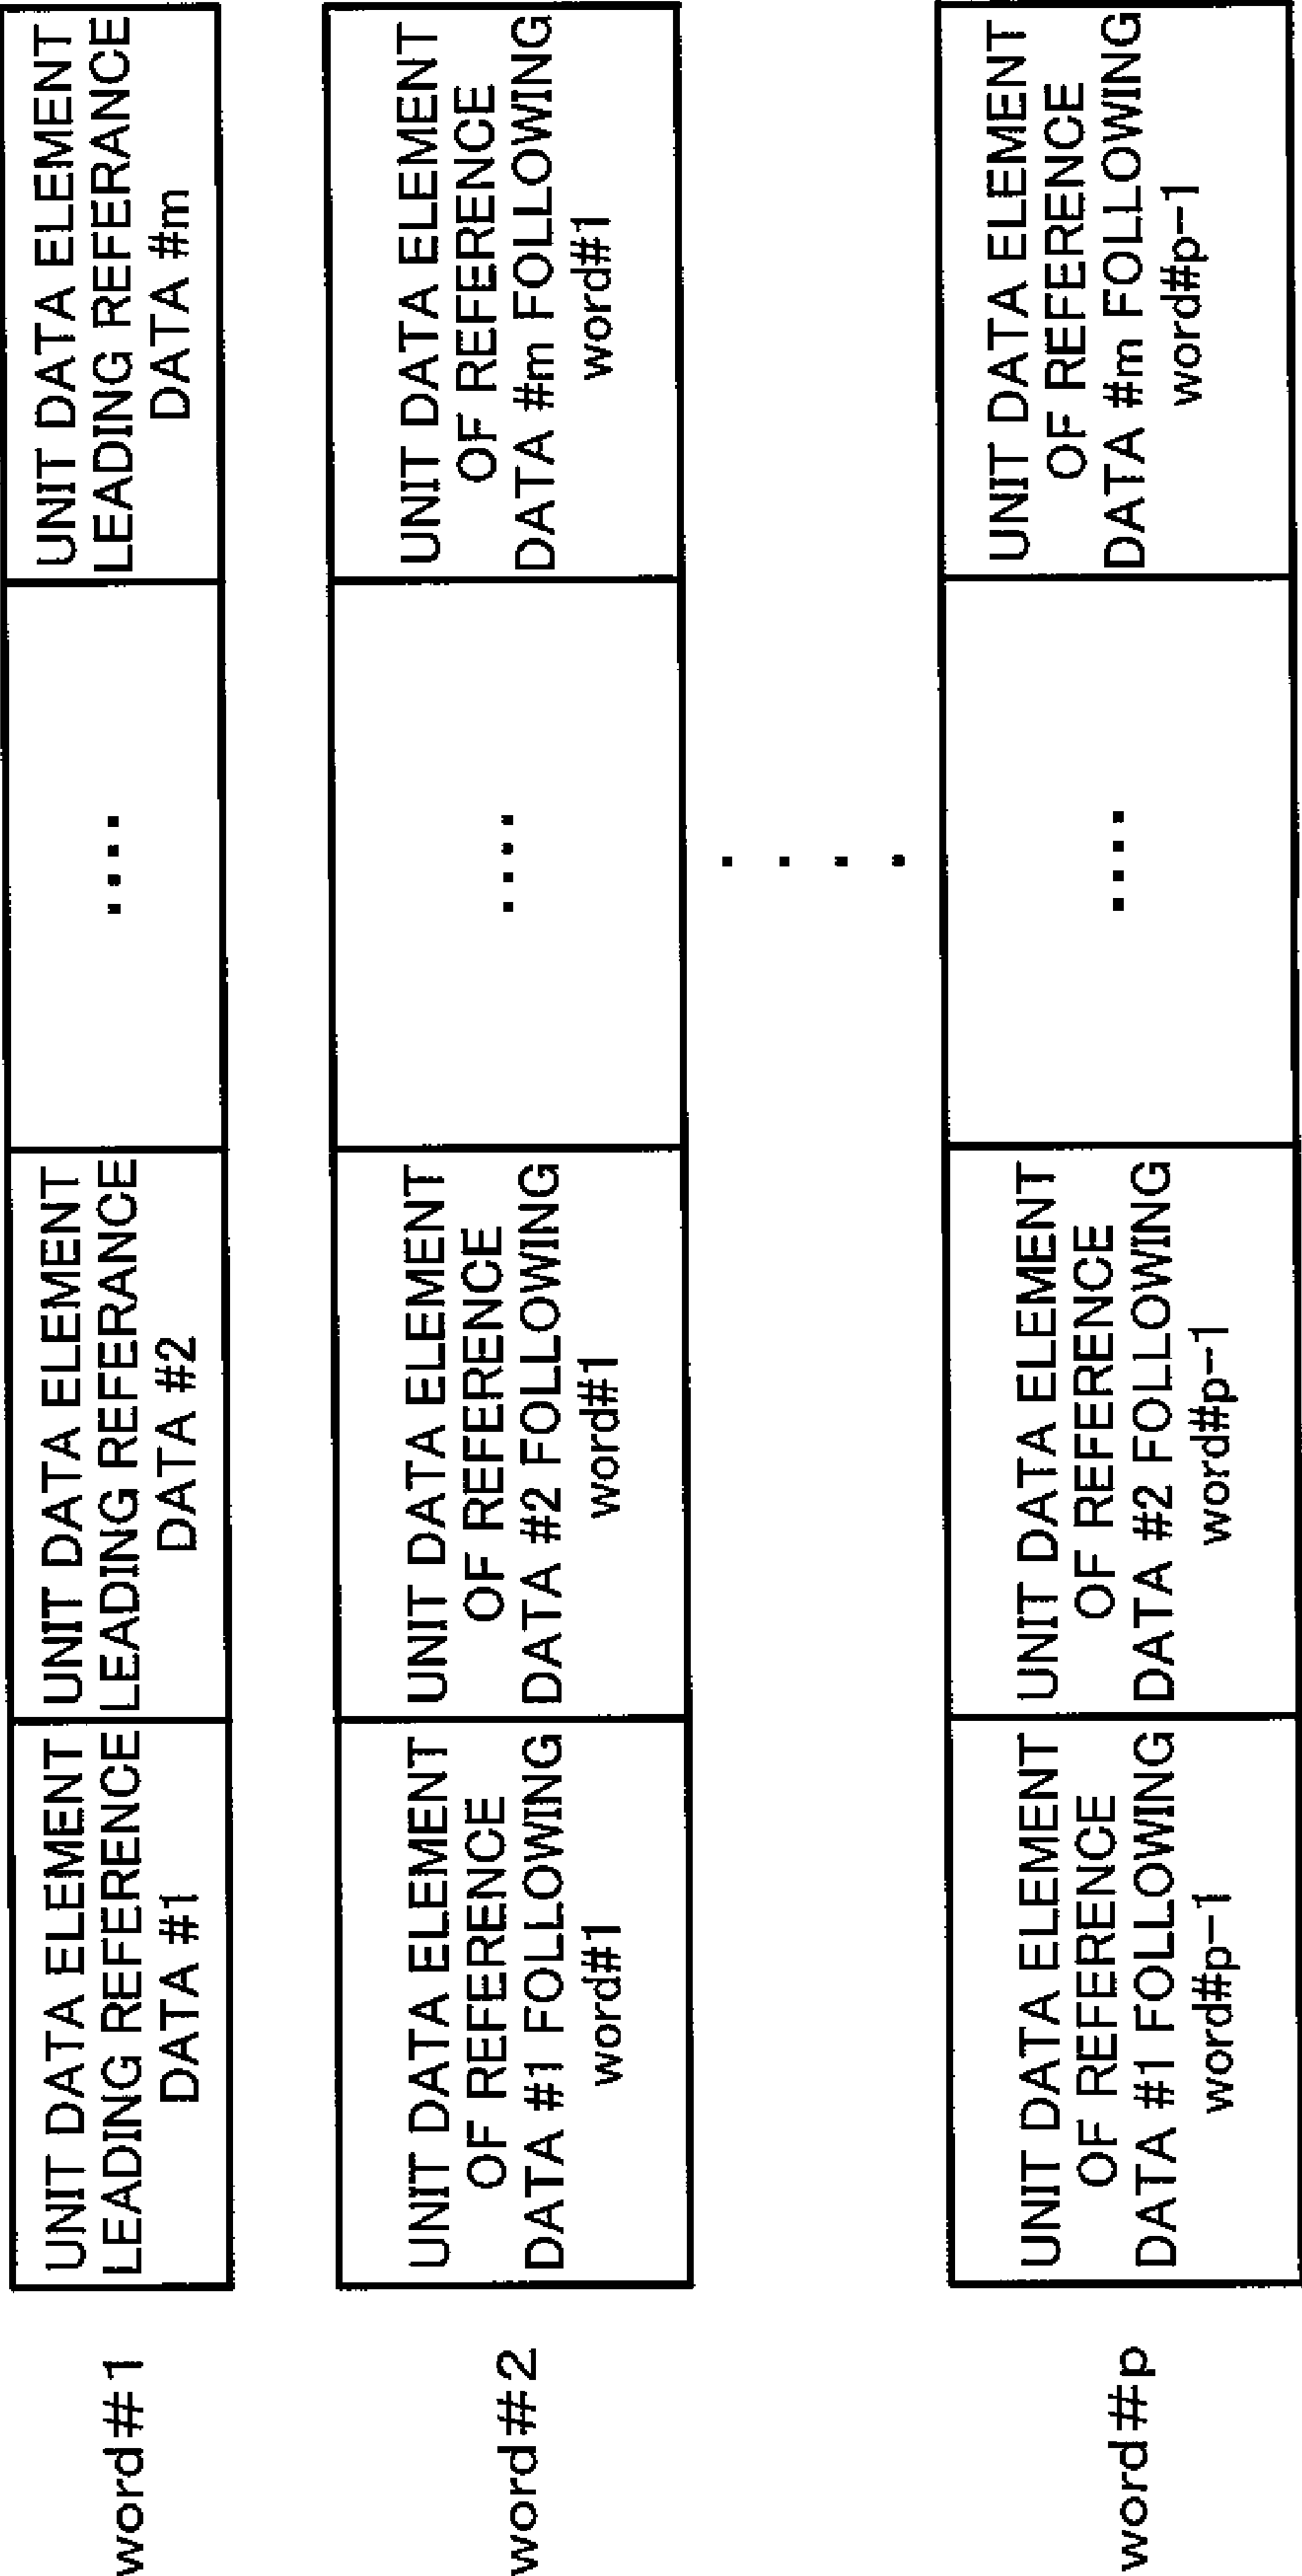 word#1
UNIT DATA ELEMENT
LEADING REFERENCE
DATA #1
UNIT DATA ELEMENT
LEADING REFERANCE
DATA #2
....
UNIT DATA ELEMENT
LEADING REFERANCE
DATA #m
word#2
UNIT DATA ELEMENT
OF REFERENCE
DATA #1 FOLLOWING
word#1
UNIT DATA ELEMENT
OF REFERENCE
DATA #2 FOLLOWING
word#1
....
UNIT DATA ELEMENT
OF REFERENCE
DATA #m FOLLOWING
word#1
....
word#p
UNIT DATA ELEMENT
OF REFERENCE
DATA #1 FOLLOWING
word#p-1
UNIT DATA ELEMENT
OF REFERENCE
DATA #2 FOLLOWING
word#p-1
....
UNIT DATA ELEMENT
OF REFERENCE
DATA #m FOLLOWING
word#p-1